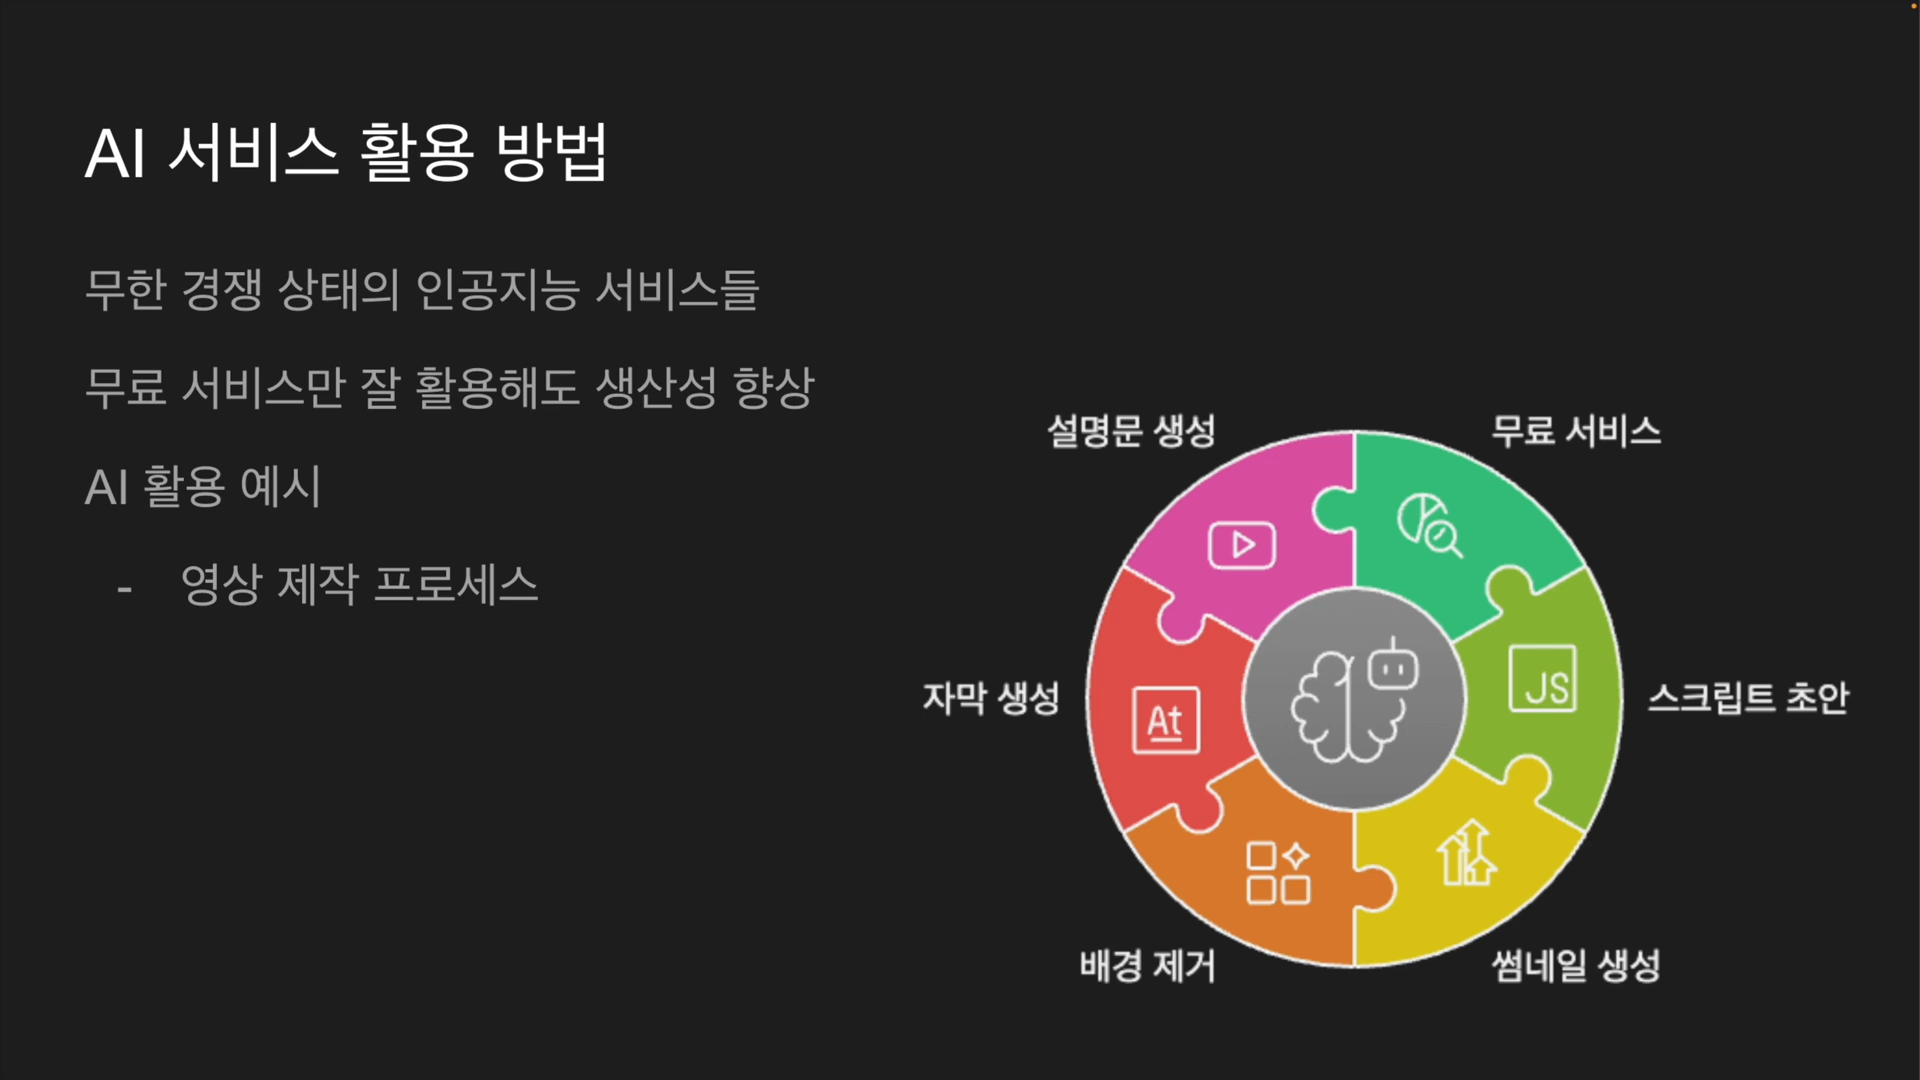 AI 서비스 활용 방법
무한 경쟁 상태의 인공지능 서비스들
무료 서비스만 잘 활용해도 생산성 향상
AI 활용 예시
- 영상 제작 프로세스
설명문 생성
무료 서비스
자막 생성
At
JS
스크립트 초안
배경 제거
썸네일 생성